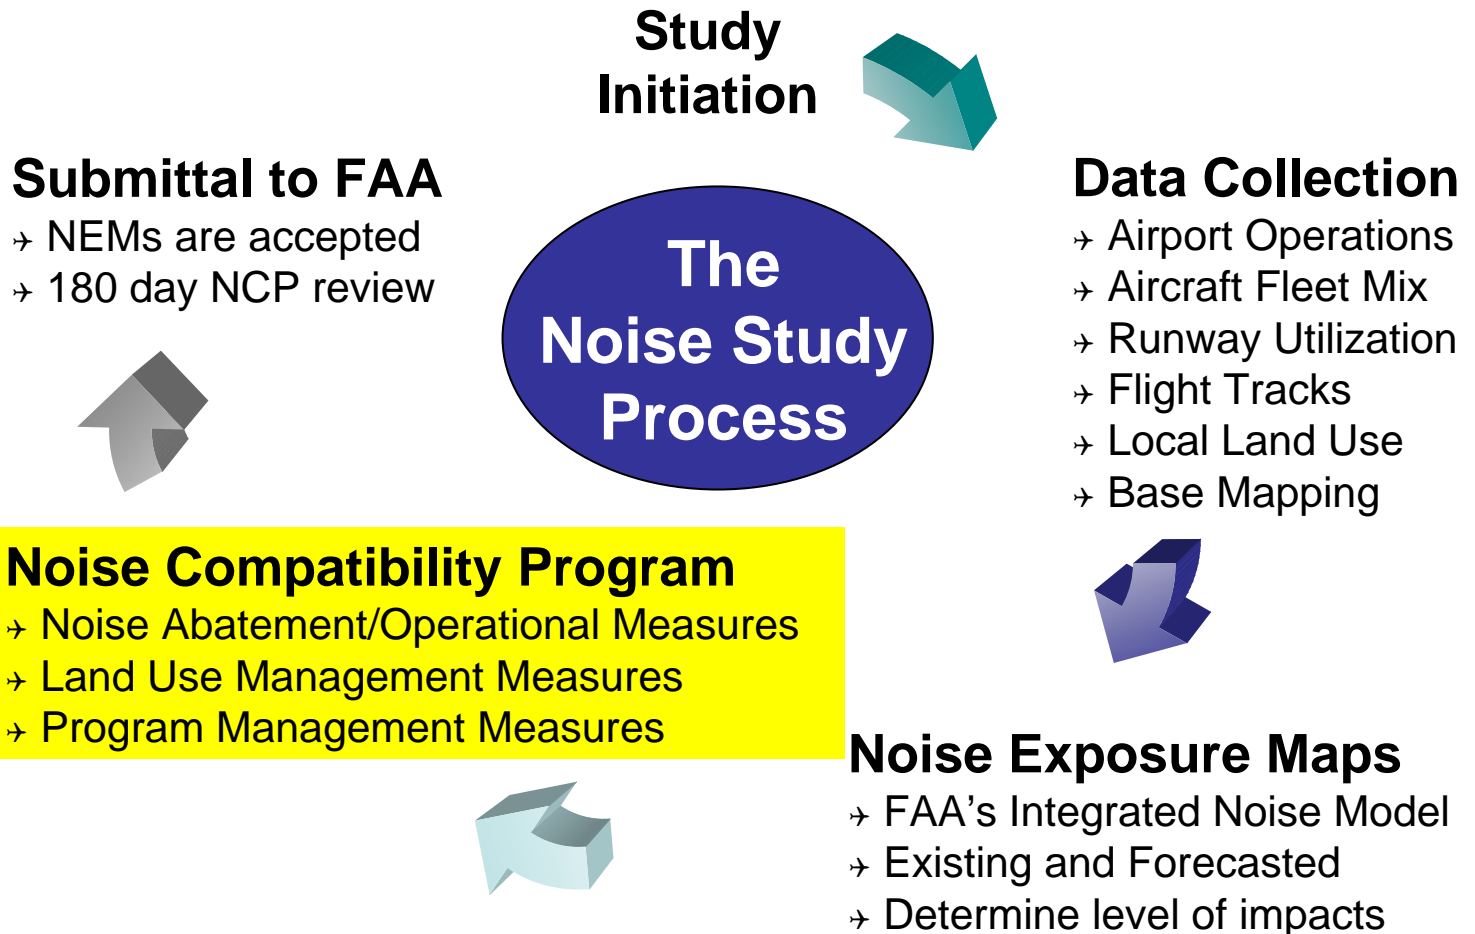 Study
Initiation
Submittal to FAA
NEMs are accepted
180 day NCP review
The
Noise Study
Process
Data Collection
Airport Operations
Aircraft Fleet Mix
Runway Utilization
Flight Tracks
Local Land Use
Base Mapping
Noise Compatibility Program
Noise Abatement/Operational Measures
Land Use Management Measures
Program Management Measures
Noise Exposure Maps
FAA’s Integrated Noise Model
Existing and Forecasted
Determine level of impacts